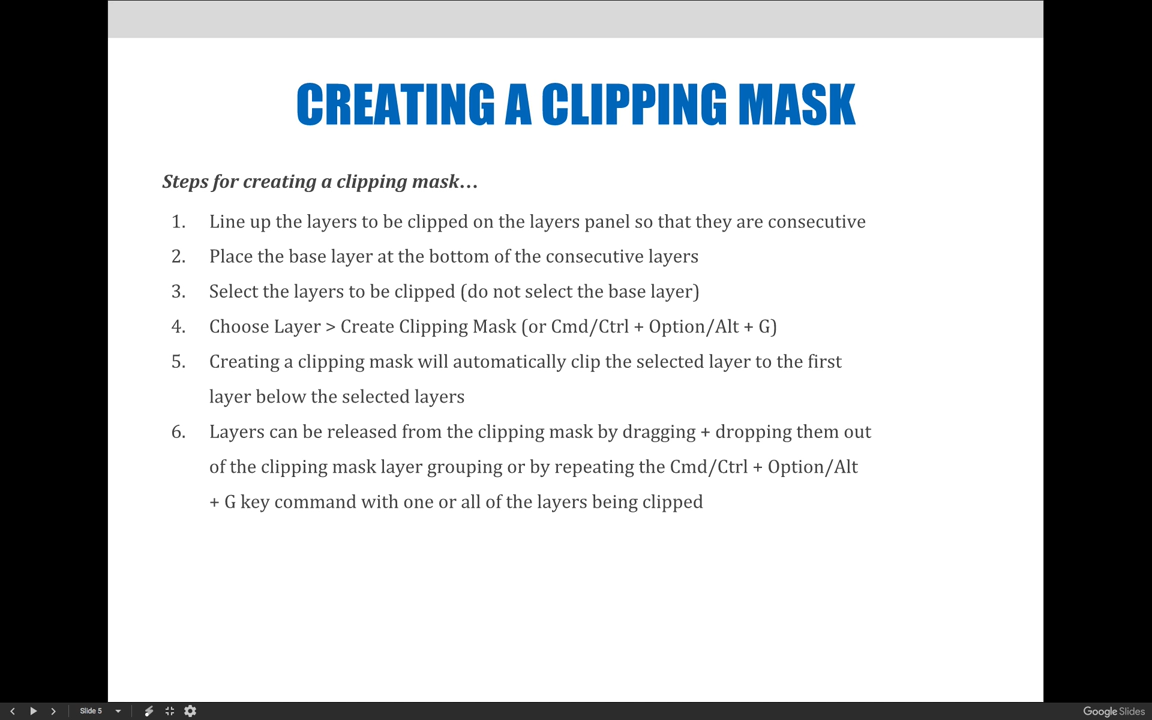 CREATING A CLIPPING MASK
Steps for creating a clipping mask...
1. Line up the layers to be clipped on the layers panel so that they are consecutive
2. Place the base layer at the bottom of the consecutive layers
3. Select the layers to be clipped (do not select the base layer)
4. Choose Layer > Create Clipping Mask (or Cmd/Ctrl + Option/Alt + G)
5. Creating a clipping mask will automatically clip the selected layer to the first
layer below the selected layers
6. Layers can be released from the clipping mask by dragging + dropping them out
of the clipping mask layer grouping or by repeating the Cmd/Ctrl + Option/Alt
+ G key command with one or all of the layers being clipped
Slide 5
Google Slides